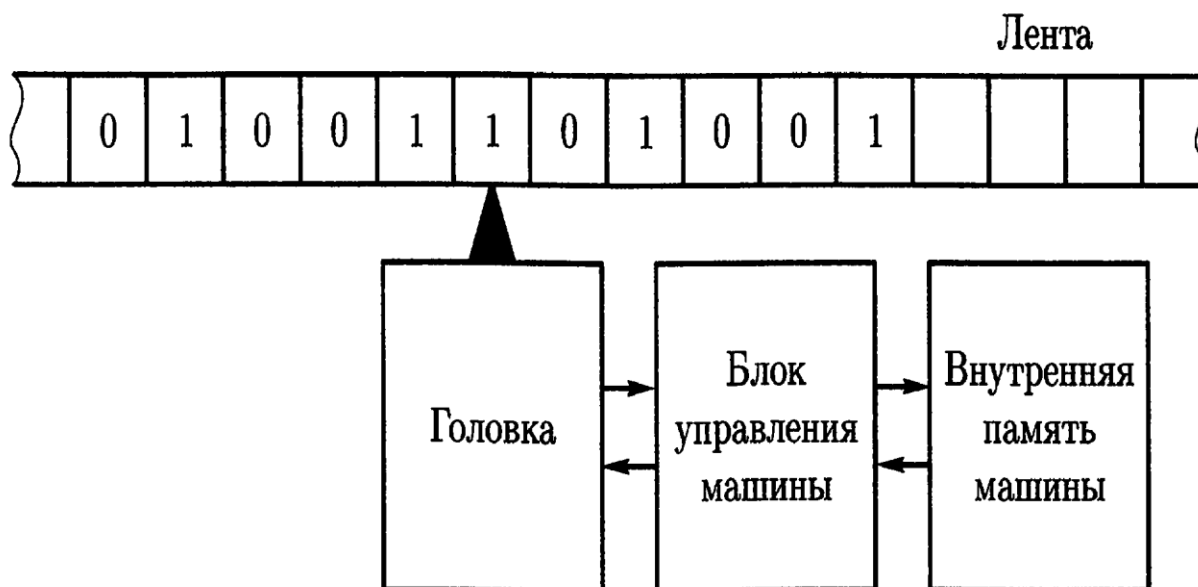 Лента
0 1 0 0 1 1 0 1 0 0 1
Головка
Блок
управления
машины
Внутренняя
память
машины